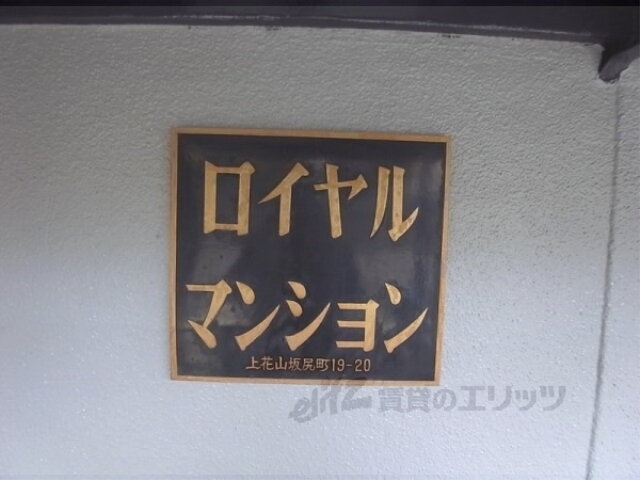 ロイヤル
マンション
上花山坂尻町19-20
elitz 賃貸のエリッツ